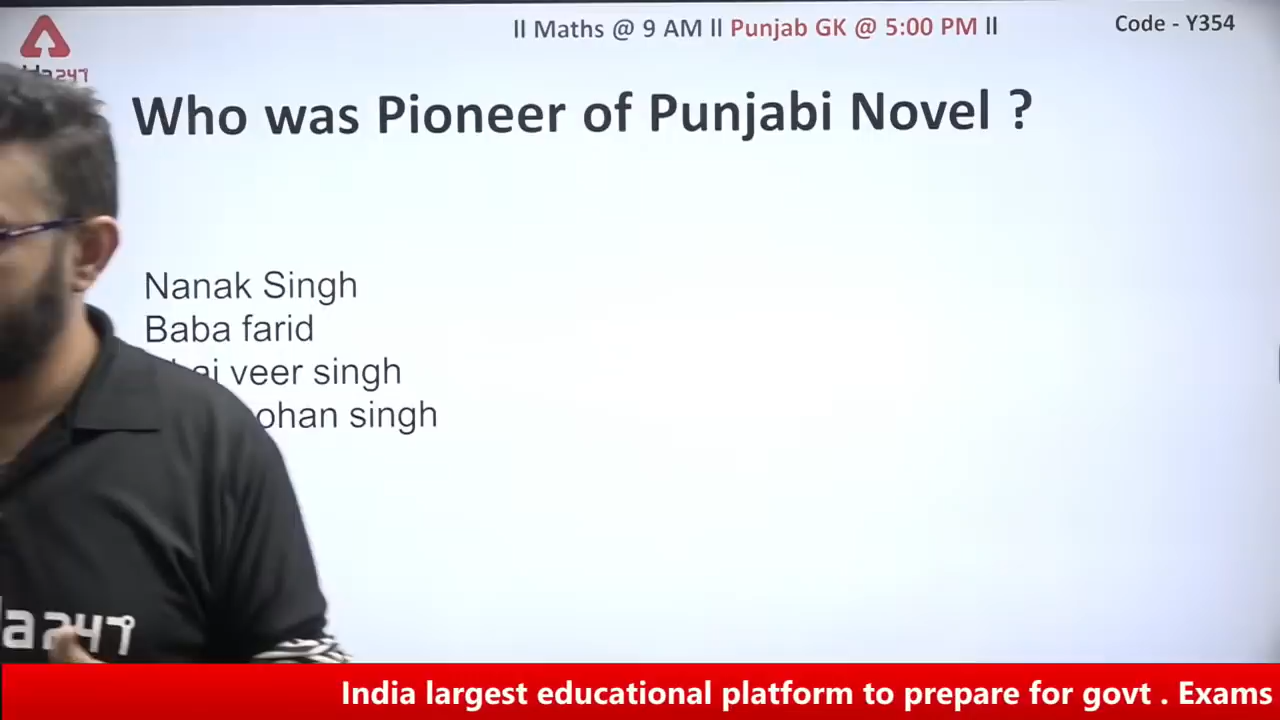 II Maths @ 9 AM II Punjab GK @ 5:00 PM II
Code - Y354
Who was Pioneer of Punjabi Novel ?
Nanak Singh
Baba farid
veer singh
singh
India largest educational platform to prepare for govt . Exams